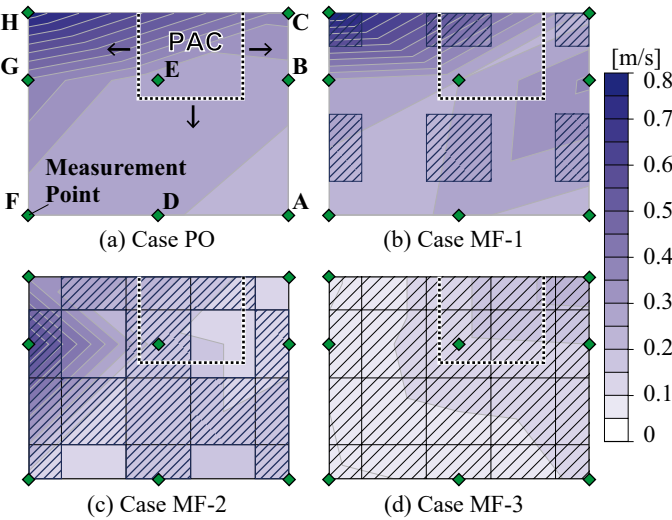 H
PAC
C
G
E
B
Measurement
Point
F
D
A
(a) Case PO
(b) Case MF-1
[m/s]
0.8
0.7
0.6
0.5
0.4
0.3
0.2
0.1
0
(c) Case MF-2
(d) Case MF-3